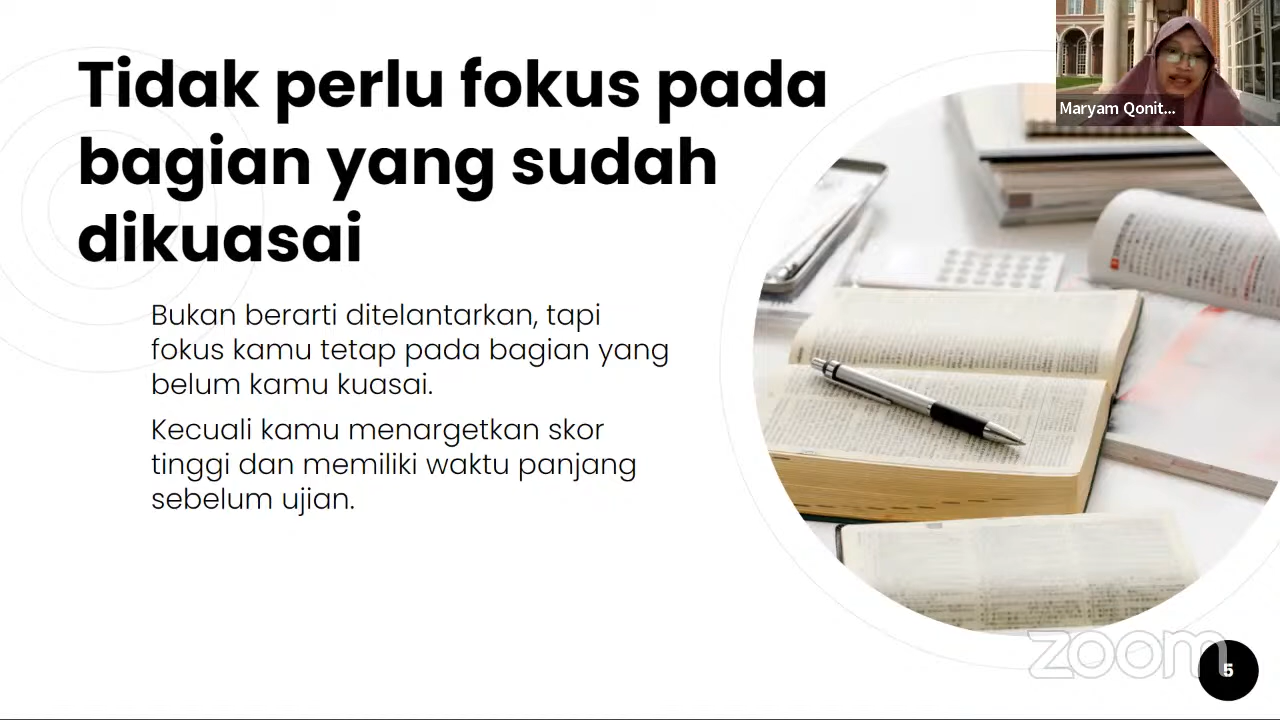 Tidak perlu fokus pada
bagian yang sudah
dikuasai
Bukan berarti ditelantarkan, tapi
fokus kamu tetap pada bagian yang
belum kamu kuasai.
Kecuali kamu menargetkan skor
tinggi dan memiliki waktu panjang
sebelum ujian.
Maryam Qonit...
zoom
5